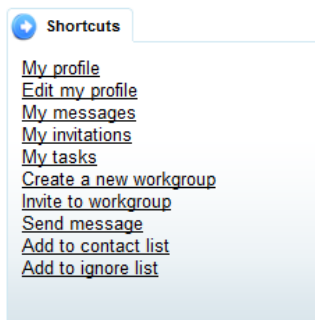 Shortcuts
My profile
Edit my profile
My messages
My invitations
My tasks
Create a new workgroup
Invite to workgroup
Send message
Add to contact list
Add to ignore list